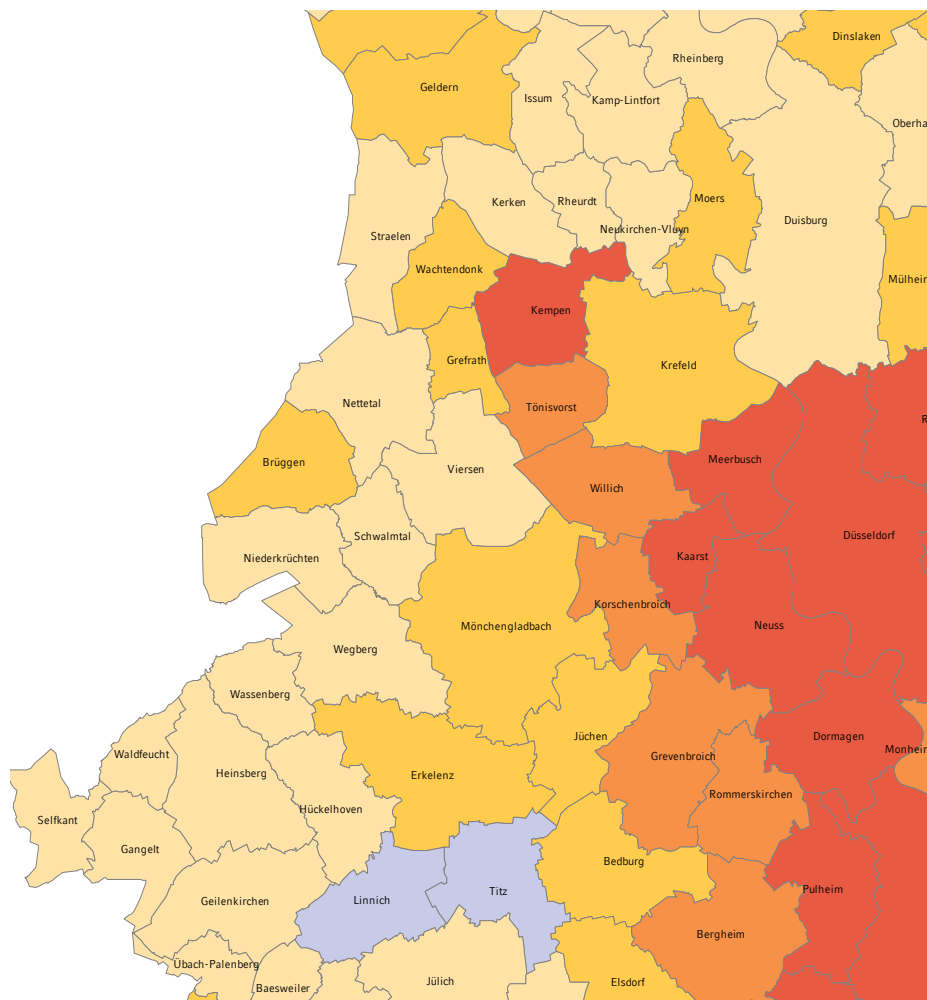 Dinslaken
Rheinberg
Geldern
Issum
Kamp-Lintfort
Oberha
Moers
Kerken
Rheurdt
Duisburg
Neukirchen-Vluyn
Straelen
Wachtendonk
Mülheim
Kempen
Grefrath
Krefeld
Nettetal
Tönisvorst
R
Meerbusch
Brüggen
Viersen
Willich
Schwalmtal
Düsseldorf
Niederkrüchten
Kaarst
Korschenbroich
Mönchengladbach
Neuss
Wegberg
Wassenberg
Jüchen
Dormagen
Monheim
Waldfeucht
Grevenbroich
Heinsberg
Erkelenz
Rommerskirchen
Hückelhoven
Selfkant
Gangelt
Bedburg
Titz
Pulheim
Linnich
Geilenkirchen
Bergheim
Übach-Palenberg
Jülich
Elsdorf
Baesweiler